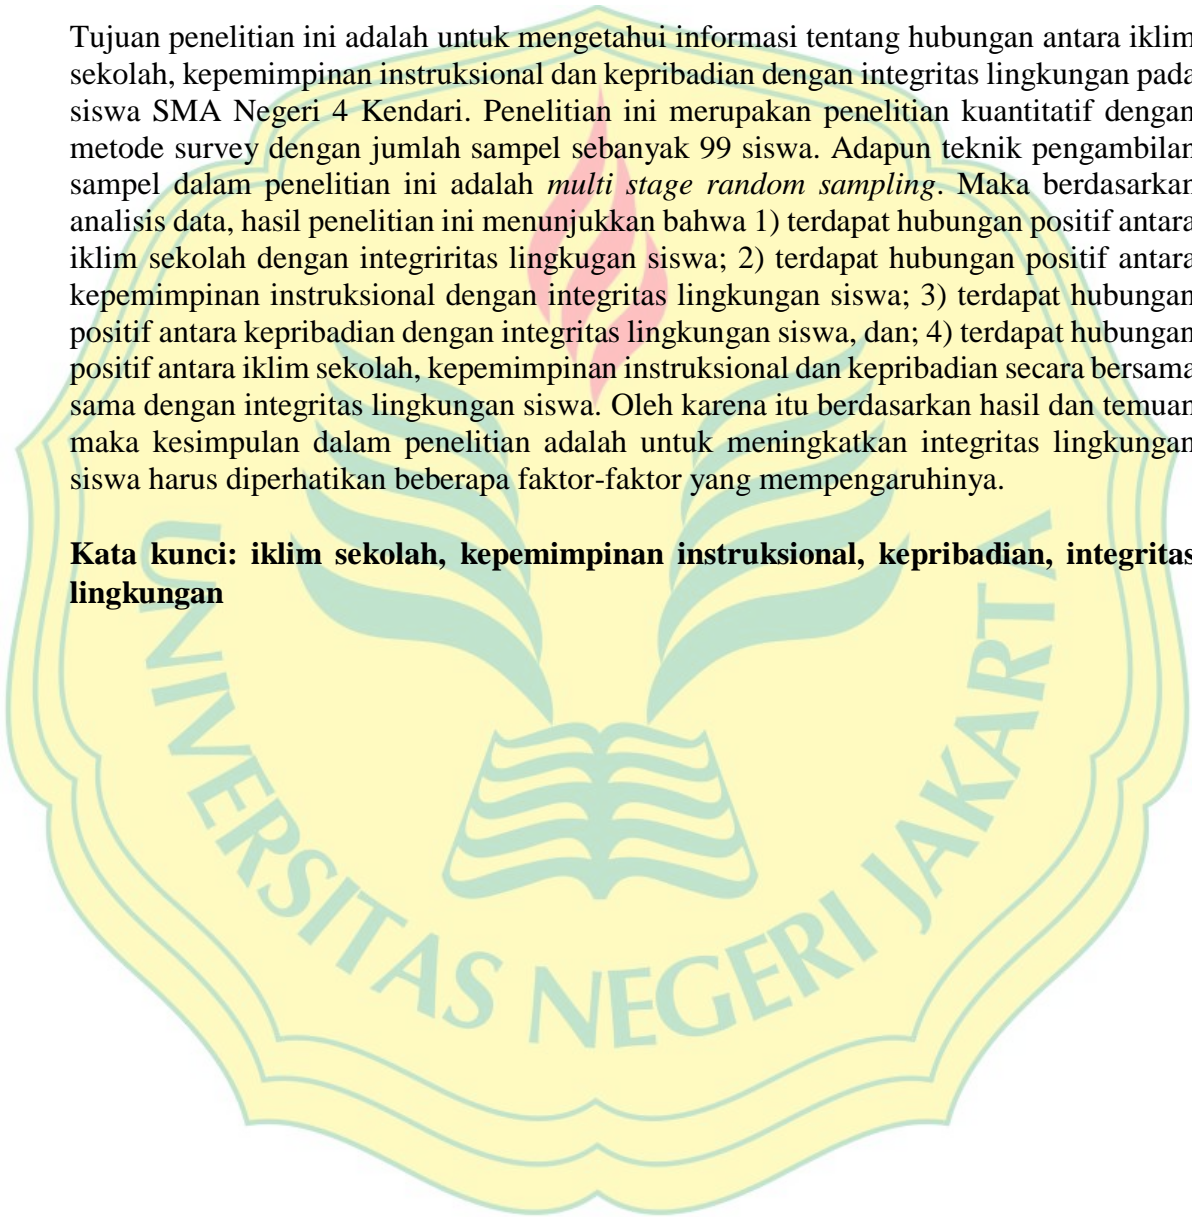 Tujuan penelitian ini adalah untuk mengetahui informasi tentang hubungan antara iklim
sekolah, kepemimpinan instruksional dan kepribadian dengan integritas lingkungan pada
siswa SMA Negeri 4 Kendari. Penelitian ini merupakan penelitian kuantitatif dengan
metode survey dengan jumlah sampel sebanyak 99 siswa. Adapun teknik pengambilan
sampel dalam penelitian ini adalah multi stage random sampling. Maka berdasarkan
analisis data, hasil penelitian ini menunjukkan bahwa 1) terdapat hubungan positif antara
iklim sekolah dengan integriritas lingkugan siswa; 2) terdapat hubungan positif antara
kepemimpinan instruksional dengan integritas lingkungan siswa; 3) terdapat hubungan
positif antara kepribadian dengan integritas lingkungan siswa, dan; 4) terdapat hubungan
positif antara iklim sekolah, kepemimpinan instruksional dan kepribadian secara bersama
sama dengan integritas lingkungan siswa. Oleh karena itu berdasarkan hasil dan temuan
maka kesimpulan dalam penelitian adalah untuk meningkatkan integritas lingkungan
siswa harus diperhatikan beberapa faktor-faktor yang mempengaruhinya.
Kata kunci: iklim sekolah, kepemimpinan instruksional, kepribadian, integritas
lingkungan
UNIVERSITAS NEGERI JAKARTA